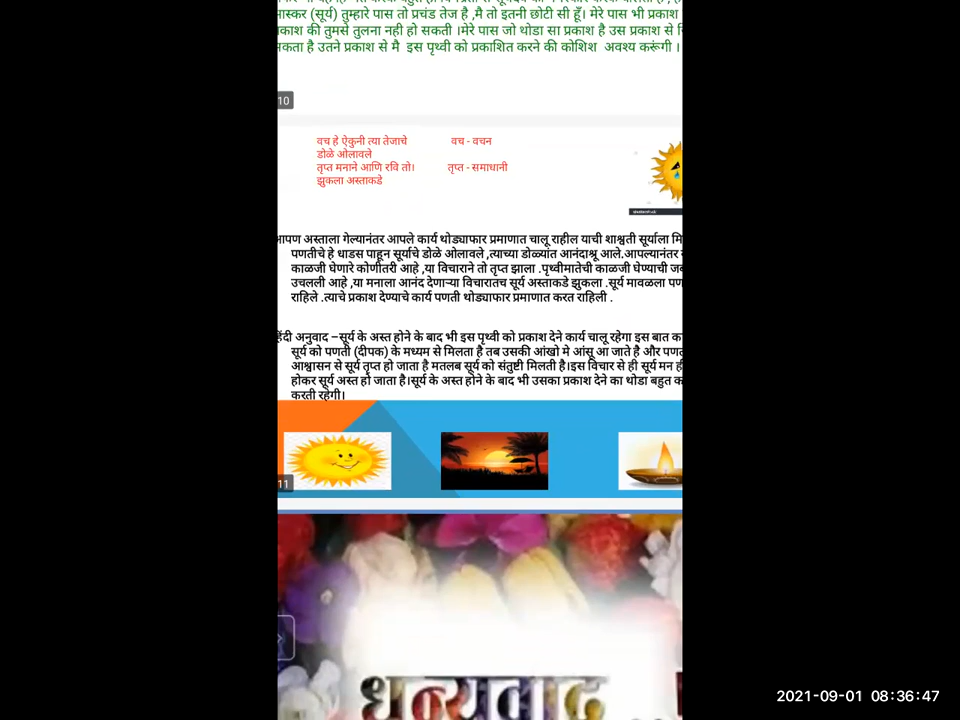 भास्कर (सूर्य) तुम्हारे पास तो प्रचंड तेज है ,मै तो इतनी छोटी सी हूँ। मेरे पास भी प्रकाश
की तुमसे तुलना नही हो सकती ।मेरे पास जो थोडा सा प्रकाश है उस प्रकाश से
है उतने प्रकाश से मै इस पृथ्वी को प्रकाशित करने की कोशिश अवश्य करूंगी ।
10
वच हे ऐकुनी त्या तेजाचे वच - वचन
डोळे ओलावले
तृप्त मनाने आणि रवि तो। तृप्त - समाधानी
झुकला अस्ताकडे
आपण अस्ताला गेल्यानंतर आपले कार्य थोड्याफार प्रमाणात चालू राहील याची शाश्वती सूर्याला
पणतीचे हे धाडस पाहून सूर्याचे डोळे ओलावले ,त्याच्या डोळ्यांत आनंदाश्रू आले.आपल्यानंतर
काळजी घेणारे कोणीतरी आहे ,या विचाराने तो तृप्त झाला .पृथ्वीमातेची काळजी घेण्याची
उचलली आहे ,या मनाला आनंद देणाऱ्या विचारातच सूर्य अस्ताकडे झुकला .सूर्य मावळला
राहिले .त्याचे प्रकाश देण्याचे कार्य पणती थोड्याफार प्रमाणात करत राहिली .
हिंदी अनुवाद –सूर्य के अस्त होने के बाद भी इस पृथ्वी को प्रकाश देने कार्य चालू रहेगा इस बात
सूर्य को पणती (दीपक) के मध्यम से मिलता है तब उसकी आंखो मे आंसू आ जाते है और
आश्वासन से सूर्य तृप्त हो जाता है मतलब सूर्य को संतुष्टी मिलती है।इस विचार से ही सूर्य मन
होकर सूर्य अस्त हो जाता है।सूर्य के अस्त होने के बाद भी उसका प्रकाश देने का थोडा बहुत
करती रहेगी।
11
धन्यवाद
2021-09-01 08:36:47